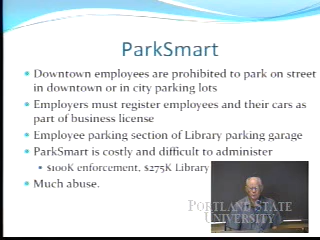 ParkSmart
Downtown employees are prohibited to park on street
in downtown or in city parking lots
Employers must register employees and their cars as
part of business license
Employee parking section of Library parking garage
ParkSmart is costly and difficult to administer
$100K enforcement, $275K Library
Much abuse.
PORTLAND STATE
UNIVERSITY